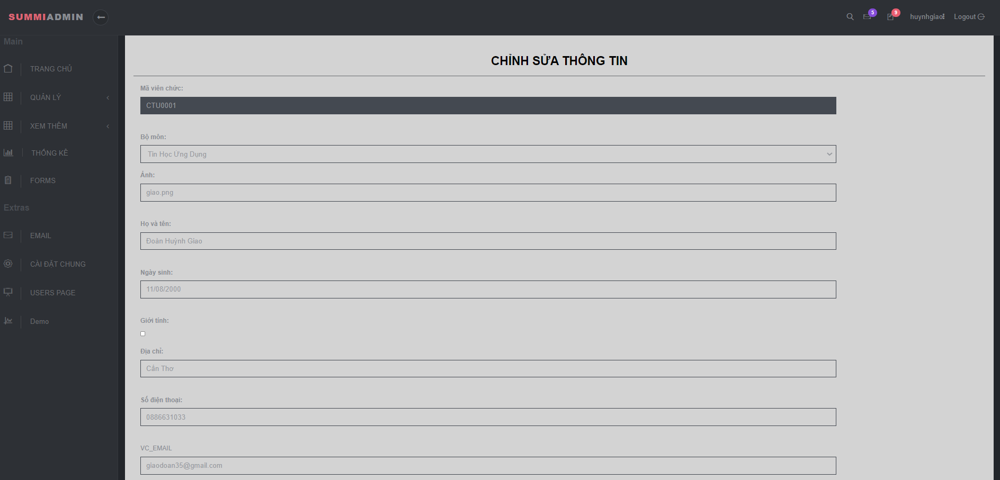 SUMMIADMIN
5
9
huynhgiao
Logout
Main
TRANG CHỦ
QUẢN LÝ
XEM THÊM
THỐNG KÊ
FORMS
Extras
EMAIL
CÀI ĐẶT CHUNG
USERS PAGE
Demo
CHỈNH SỬA THÔNG TIN
Mã viên chức:
CTU0001
Bộ môn:
Tin Học Ứng Dụng
Ảnh:
giao.png
Họ và tên:
Đoàn Huỳnh Giao
Ngày sinh:
11/08/2000
Giới tính:
Địa chỉ:
Cần Thơ
Số điện thoại:
0886631033
VC_EMAIL
giaodoan35@gmail.com